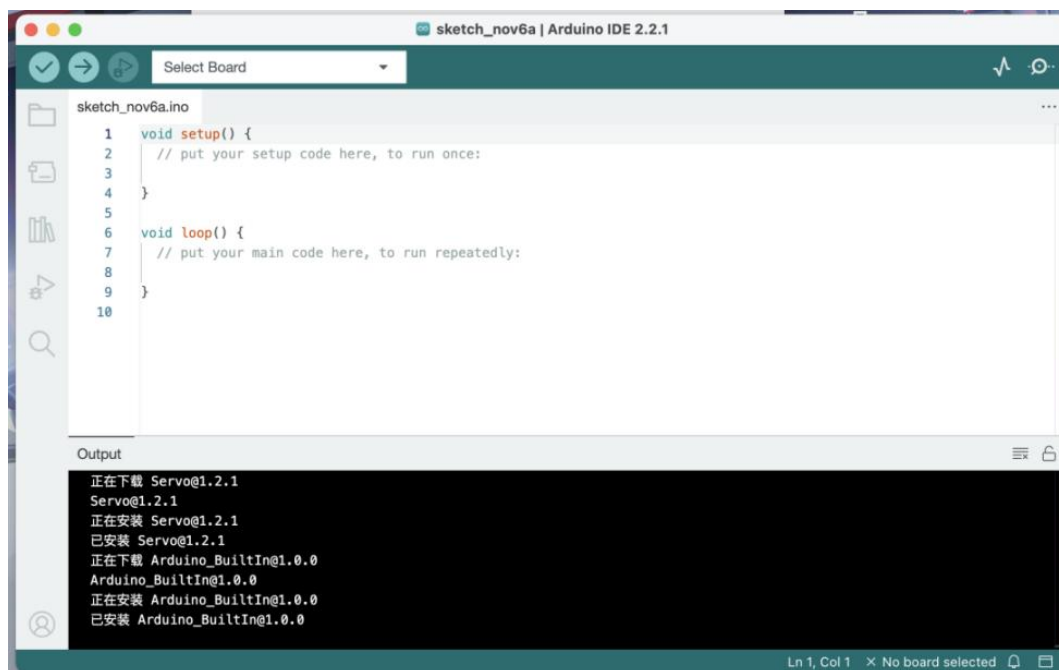 sketch_nov6a | Arduino IDE 2.2.1
Select Board
sketch_nov6a.ino
1 void setup() {
2 // put your setup code here, to run once:
3
4 }
5
6 void loop() {
7 // put your main code here, to run repeatedly:
8
9 }
10
Output
正在下载 Servo@1.2.1
Servo@1.2.1
正在安装 Servo@1.2.1
已安装 Servo@1.2.1
正在下载 Arduino_BuiltIn@1.0.0
Arduino_BuiltIn@1.0.0
正在安装 Arduino_BuiltIn@1.0.0
已安装 Arduino_BuiltIn@1.0.0
Ln 1, Col 1 × No board selected